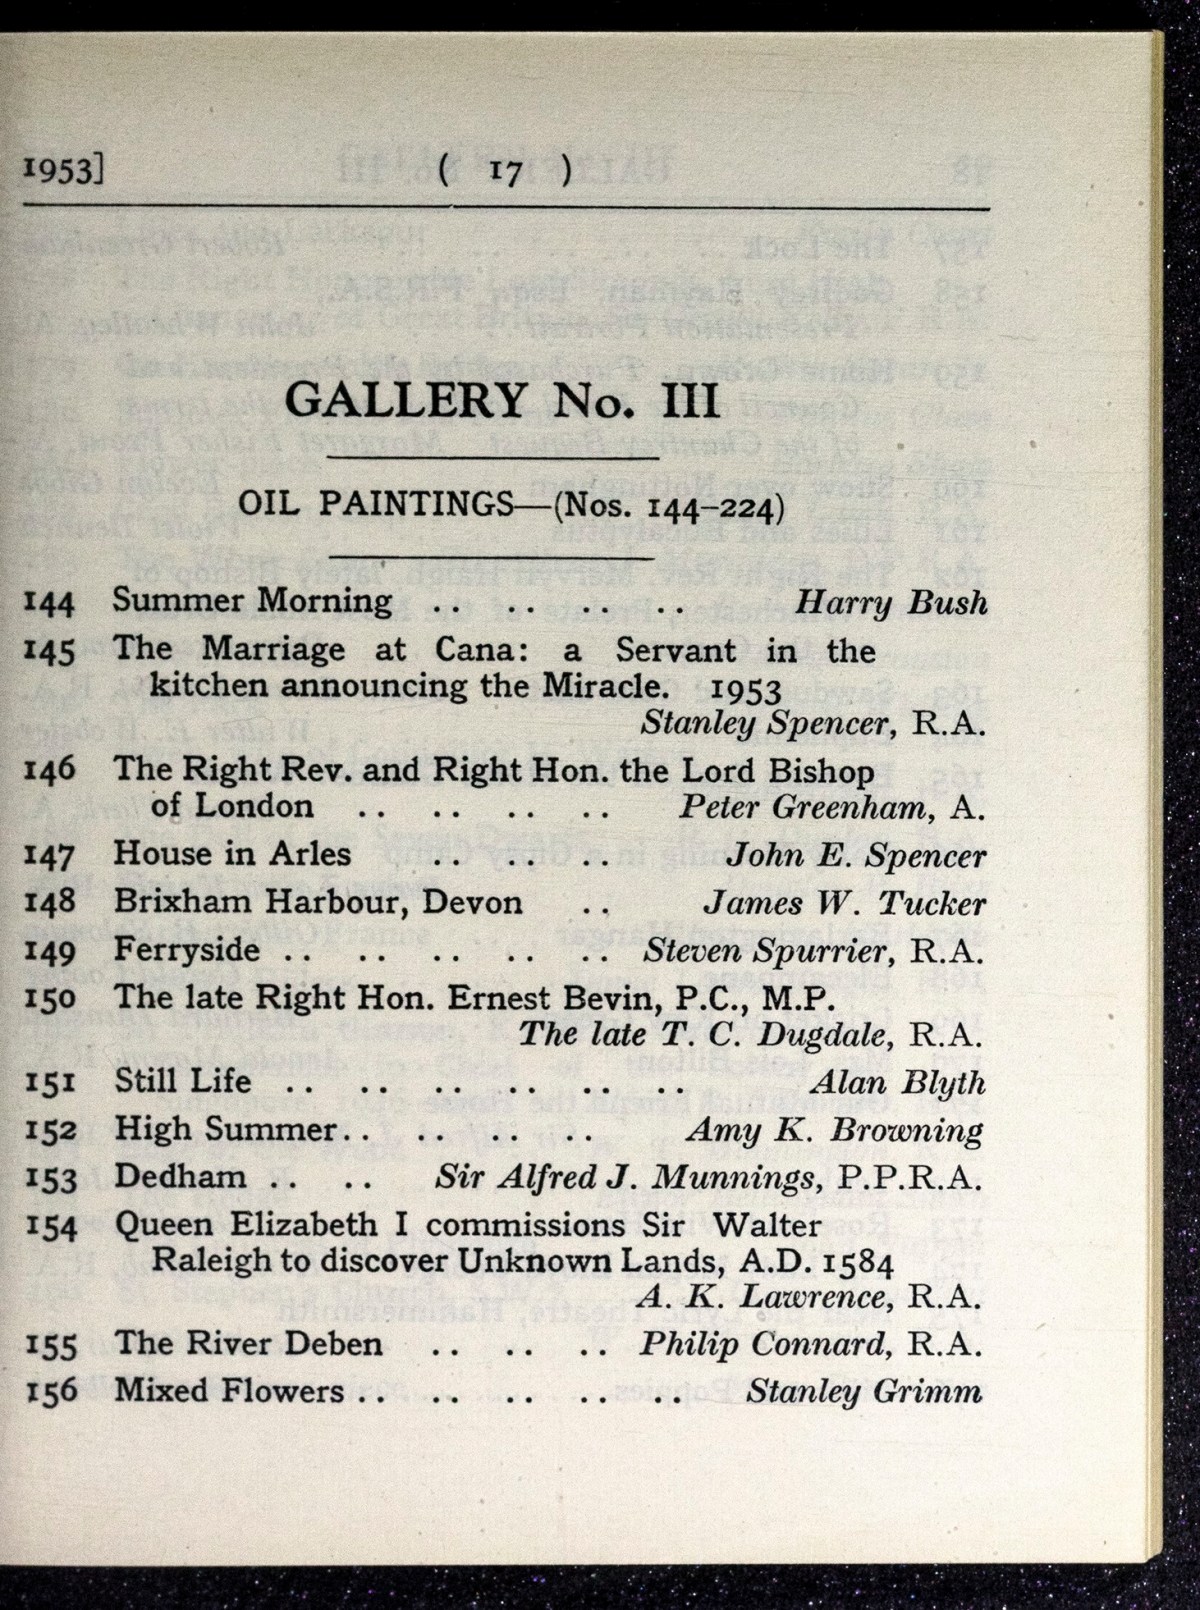 1953] ( 17 )
GALLERY No. III
OIL PAINTINGS—(Nos. 144–224)
144 Summer Morning .. .. .. .. Harry Bush
145 The Marriage at Cana: a Servant in the
kitchen announcing the Miracle. 1953
Stanley Spencer, R.A.
146 The Right Rev. and Right Hon. the Lord Bishop
of London .. .. .. .. Peter Greenham, A.
147 House in Arles .. .. .. John E. Spencer
148 Brixham Harbour, Devon .. James W. Tucker
149 Ferryside .. .. .. .. .. Steven Spurrier, R.A.
150 The late Right Hon. Ernest Bevin, P.C., M.P.
The late T. C. Dugdale, R.A.
151 Still Life .. .. .. .. .. .. Alan Blyth
152 High Summer.. .. .. .. Amy K. Browning
153 Dedham .. .. Sir Alfred J. Munnings, P.P.R.A.
154 Queen Elizabeth I commissions Sir Walter
Raleigh to discover Unknown Lands, A.D. 1584
A. K. Lawrence, R.A.
155 The River Deben .. .. .. Philip Connard, R.A.
156 Mixed Flowers .. .. .. .. .. Stanley Grimm